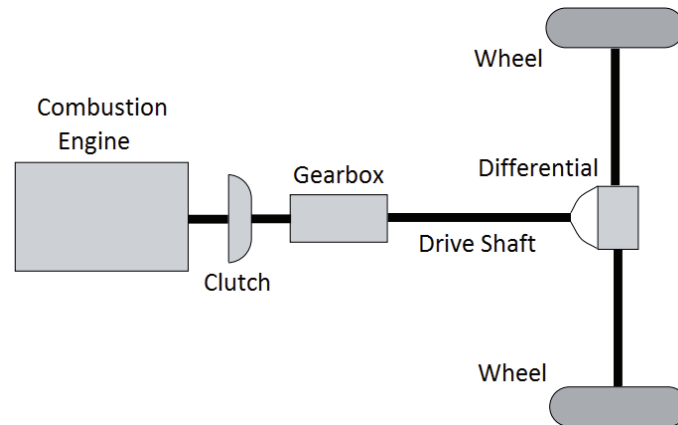 Wheel
Combustion
Engine
Gearbox
Differential
Drive Shaft
Clutch
Wheel